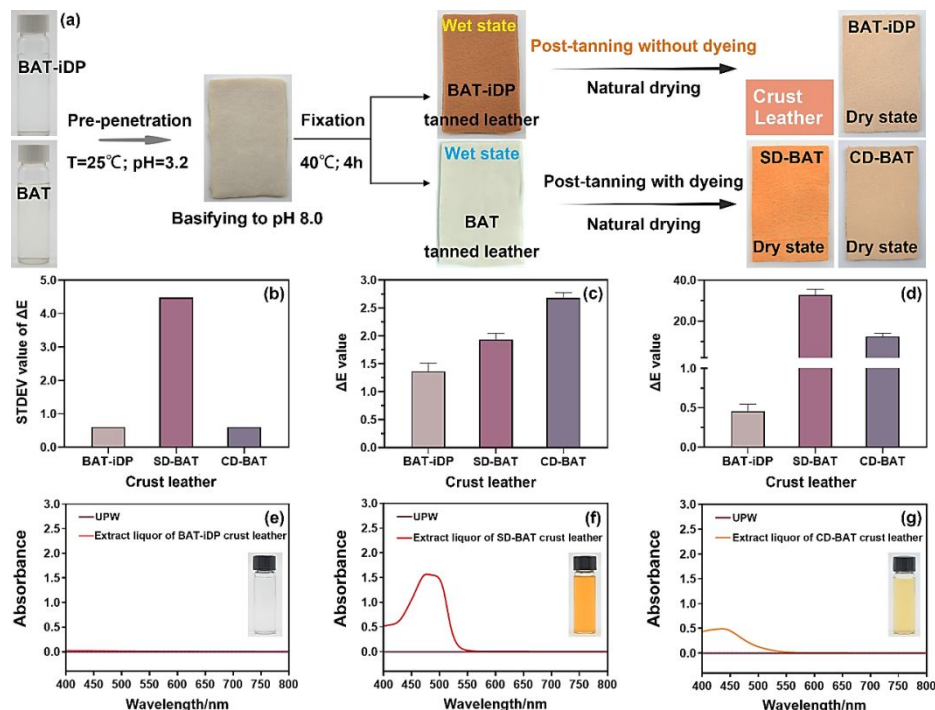 (a)
BAT-iDP
BAT
Pre-penetration
T=25℃; pH=3.2
Basifying to pH 8.0
Fixation
40℃; 4h
Wet state
BAT-iDP
tanned leather
Wet state
BAT
tanned leather
Post-tanning without dyeing
Natural drying
Post-tanning with dyeing
Natural drying
Crust
Leather
BAT-iDP
Dry state
SD-BAT
Dry state
CD-BAT
Dry state
(b)
STDEV value of ΔE
5.0
4.0
3.0
2.0
1.0
0.0
BAT-iDP SD-BAT CD-BAT
Crust leather
(c)
ΔE value
3.0
2.5
2.0
1.5
1.0
0.5
0.0
BAT-iDP SD-BAT CD-BAT
Crust leather
(d)
ΔE value
40.0
20.0
1.0
0.5
0.0
BAT-iDP SD-BAT CD-BAT
Crust leather
(e)
UPW
Extract liquor of BAT-iDP crust leather
Absorbance
3.0
2.5
2.0
1.5
1.0
0.5
0.0
400 450 500 550 600 650 700 750 800
Wavelength/nm
(f)
UPW
Extract liquor of SD-BAT crust leather
Absorbance
3.0
2.5
2.0
1.5
1.0
0.5
0.0
400 450 500 550 600 650 700 750 800
Wavelength/nm
(g)
UPW
Extract liquor of CD-BAT crust leather
Absorbance
3.0
2.5
2.0
1.5
1.0
0.5
0.0
400 450 500 550 600 650 700 750 800
Wavelength/nm